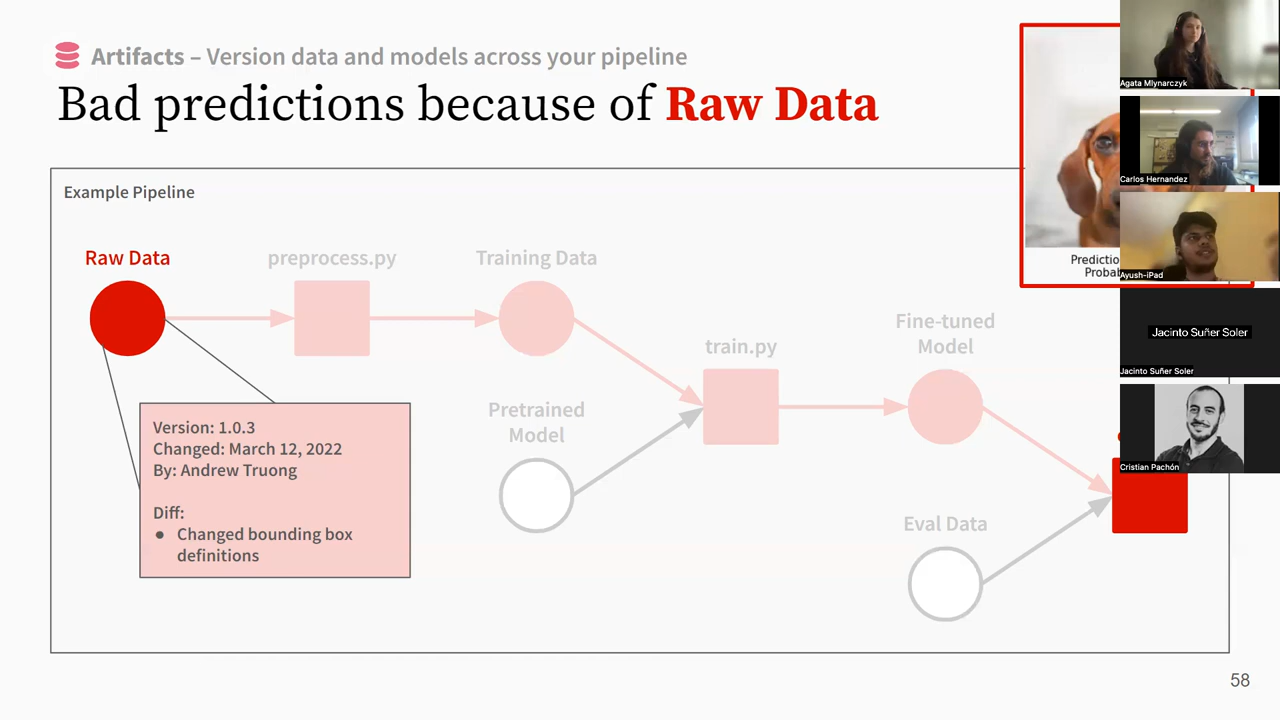 Artifacts – Version data and models across your pipeline
Bad predictions because of Raw Data
Example Pipeline
Raw Data
preprocess.py
Training Data
train.py
Fine-tuned
Model
Pretrained
Model
Eval Data
Version: 1.0.3
Changed: March 12, 2022
By: Andrew Truong
Diff:
● Changed bounding box
definitions
58
Agata Mlynarczyk
Carlos Hernandez
Ayush-iPad
Jacinto Suñer Soler
Jacinto Suñer Soler
Cristian Pachón